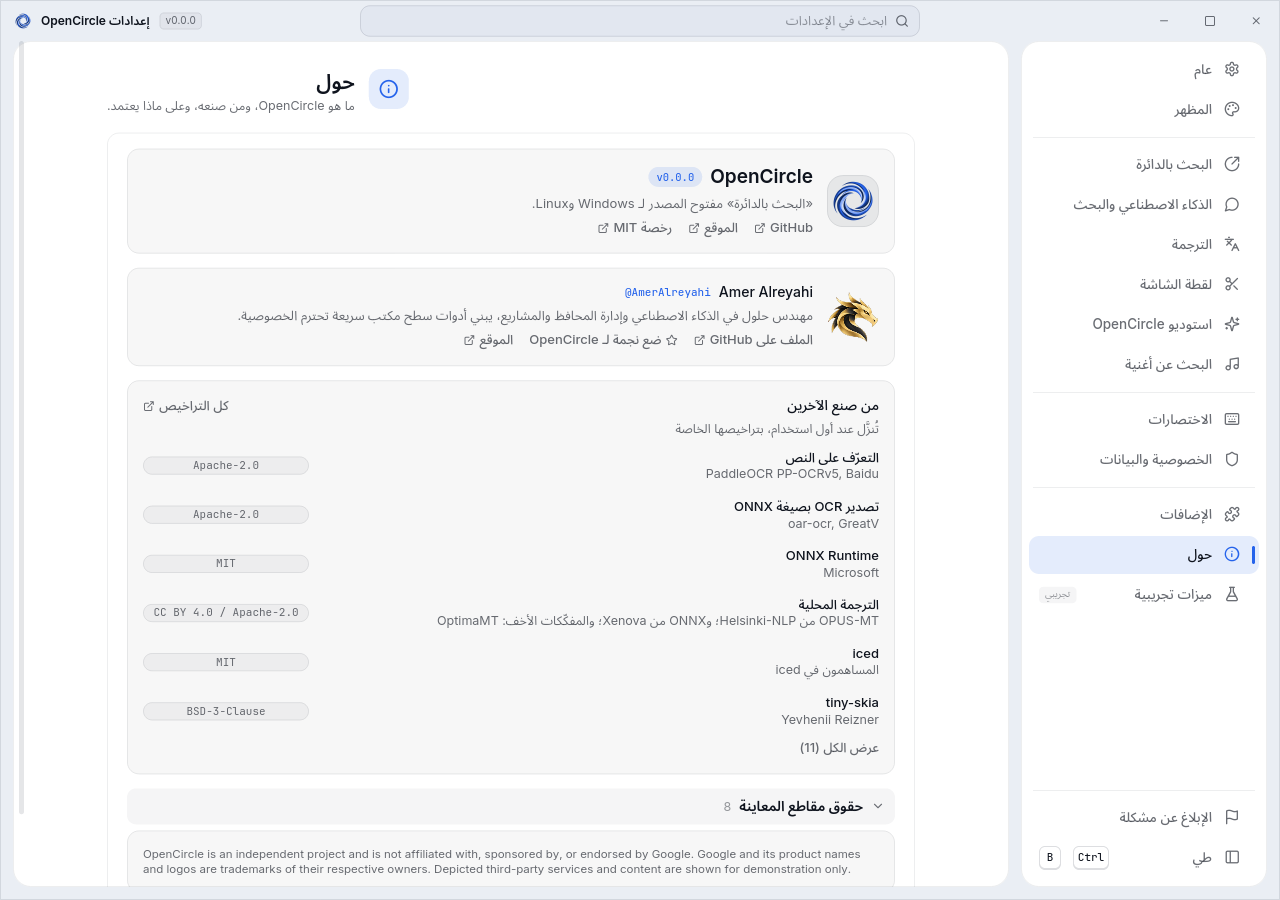 إعدادات OpenCircle v0.0.0
ابحث في الإعدادات
عام
المظهر
البحث بالدائرة
الذكاء الاصطناعي والبحث
الترجمة
لقطة الشاشة
استوديو OpenCircle
البحث عن أغنية
الاختصارات
الخصوصية والبيانات
الإضافات
حول
ميزات تجريبية تجريبي
الإبلاغ عن مشكلة
طي Ctrl B
حول
ما هو OpenCircle، ومن صنعه، وعلى ماذا يعتمد.
OpenCircle v0.0.0
«البحث بالدائرة» مفتوح المصدر لـ Windows وLinux.
GitHub الموقع رخصة MIT
Amer Alreyahi @AmerAlreyahi
مهندس حلول في الذكاء الاصطناعي وإدارة المحافظ والمشاريع، يبني أدوات سطح مكتب سريعة تحترم الخصوصية.
الملف على GitHub ضع نجمة لـ OpenCircle الموقع
من صنع الآخرين كل التراخيص
تُنزَّل عند أول استخدام، بتراخيصها الخاصة
التعرّف على النص
PaddleOCR PP-OCRv5, Baidu
Apache-2.0
تصدير OCR بصيغة ONNX
oar-ocr, GreatV
Apache-2.0
ONNX Runtime
Microsoft
MIT
الترجمة المحلية
OPUS-MT من Helsinki-NLP؛ وONNX من Xenova؛ والمفكّكات الأخف: OptimaMT
CC BY 4.0 / Apache-2.0
iced
المساهمون في iced
MIT
tiny-skia
Yevhenii Reizner
BSD-3-Clause
عرض الكل (11)
حقوق مقاطع المعاينة 8
OpenCircle is an independent project and is not affiliated with, sponsored by, or endorsed by Google. Google and its product names
and logos are trademarks of their respective owners. Depicted third-party services and content are shown for demonstration only.